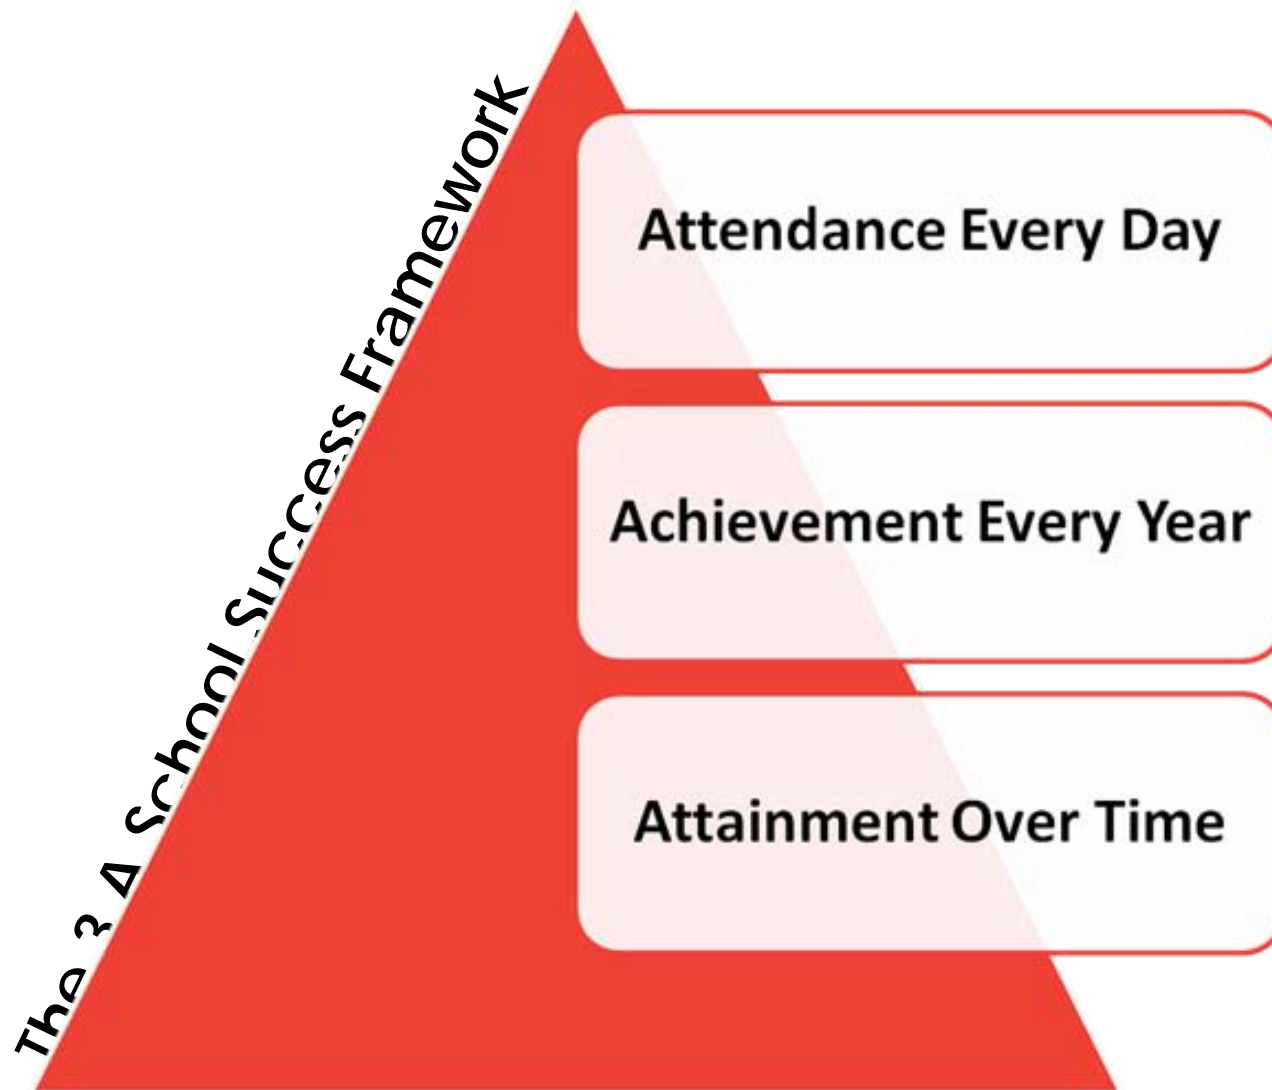 The 3 A School Success Framework
Attendance Every Day
Achievement Every Year
Attainment Over Time